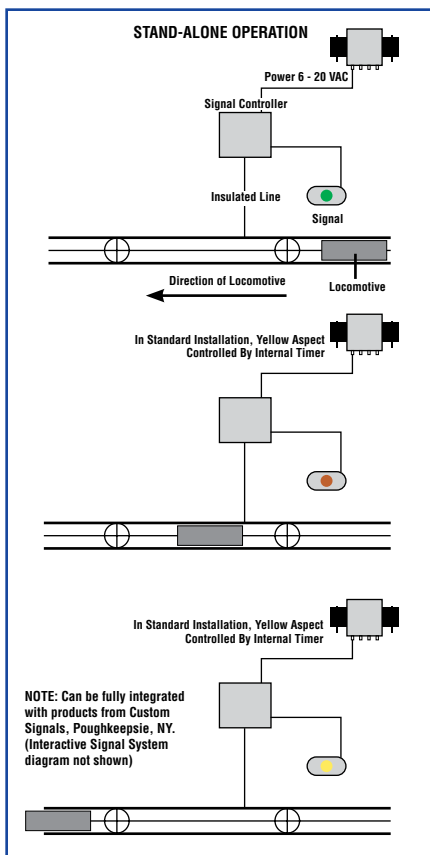 STAND-ALONE OPERATION
Power 6 - 20 VAC
Signal Controller
Insulated Line
Signal
Direction of Locomotive
Locomotive
In Standard Installation, Yellow Aspect
Controlled By Internal Timer
In Standard Installation, Yellow Aspect
Controlled By Internal Timer
NOTE: Can be fully integrated
with products from Custom
Signals, Poughkeepsie, NY.
(Interactive Signal System
diagram not shown)